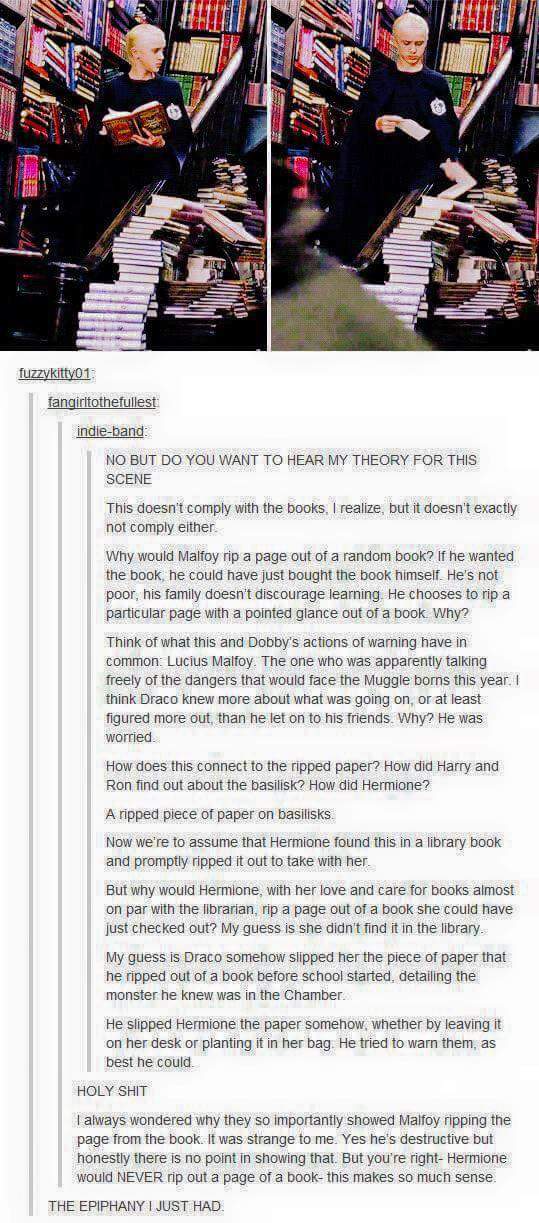 fuzzykitty01:
fangirltothefullest:
indie-band:
NO BUT DO YOU WANT TO HEAR MY THEORY FOR THIS
SCENE
This doesn't comply with the books, I realize, but it doesn't exactly
not comply either.
Why would Malfoy rip a page out of a random book? If he wanted
the book, he could have just bought the book himself. He's not
poor, his family doesn't discourage learning. He chooses to rip a
particular page with a pointed glance out of a book. Why?
Think of what this and Dobby's actions of warning have in
common: Lucius Malfoy. The one who was apparently talking
freely of the dangers that would face the Muggle borns this year. I
think Draco knew more about what was going on, or at least
figured more out, than he let on to his friends. Why? He was
worried.
How does this connect to the ripped paper? How did Harry and
Ron find out about the basilisk? How did Hermione?
A ripped piece of paper on basilisks.
Now we're to assume that Hermione found this in a library book
and promptly ripped it out to take with her.
But why would Hermione, with her love and care for books almost
on par with the librarian, rip a page out of a book she could have
just checked out? My guess is she didn't find it in the library.
My guess is Draco somehow slipped her the piece of paper that
he ripped out of a book before school started, detailing the
monster he knew was in the Chamber.
He slipped Hermione the paper somehow, whether by leaving it
on her desk or planting it in her bag. He tried to warn them, as
best he could.
HOLY SHIT
I always wondered why they so importantly showed Malfoy ripping the
page from the book. It was strange to me. Yes he's destructive but
honestly there is no point in showing that. But you're right- Hermione
would NEVER rip out a page of a book- this makes so much sense.
THE EPIPHANY I JUST HAD.